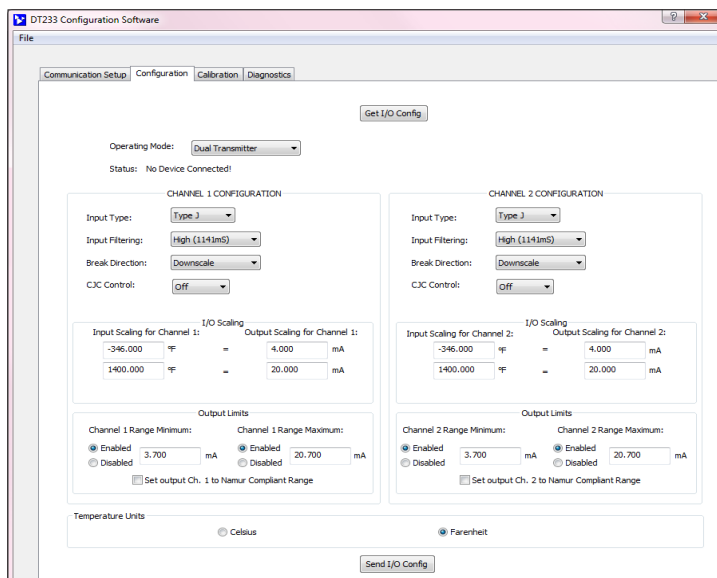 DT233 Configuration Software
File
Communication Setup Configuration Calibration Diagnostics
Get I/O Config
Operating Mode: Dual Transmitter
Status: No Device Connected!
CHANNEL 1 CONFIGURATION
Input Type: Type J
Input Filtering: High (1141mS)
Break Direction: Downscale
CJC Control: Off
I/O Scaling
Input Scaling for Channel 1: Output Scaling for Channel 1:
-346.000 ºF = 4.000 mA
1400.000 ºF = 20.000 mA
Output Limits
Channel 1 Range Minimum: Channel 1 Range Maximum:
Enabled Enabled
3.700 mA 20.700 mA
Disabled Disabled
Set output Ch. 1 to Namur Compliant Range
CHANNEL 2 CONFIGURATION
Input Type: Type J
Input Filtering: High (1141mS)
Break Direction: Downscale
CJC Control: Off
I/O Scaling
Input Scaling for Channel 2: Output Scaling for Channel 2:
-346.000 ºF = 4.000 mA
1400.000 ºF = 20.000 mA
Output Limits
Channel 2 Range Minimum: Channel 2 Range Maximum:
Enabled Enabled
3.700 mA 20.700 mA
Disabled Disabled
Set output Ch. 2 to Namur Compliant Range
Temperature Units
Celsius Farenheit
Send I/O Config